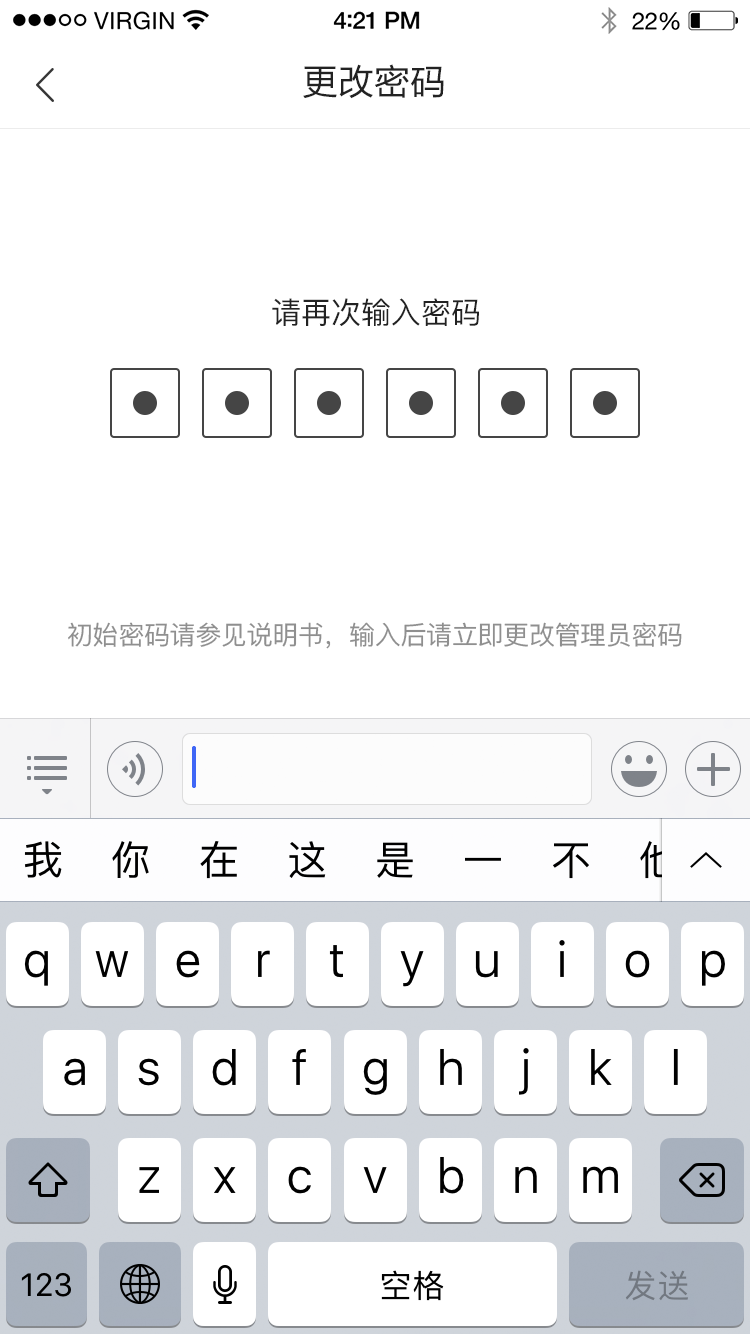 VIRGIN 4:21 PM 22%
更改密码
请再次输入密码
初始密码请参见说明书，输入后请立即更改管理员密码
我 你 在 这 是 一 不 他
q w e r t y u i o p
a s d f g h j k l
z x c v b n m
123 空格 发送